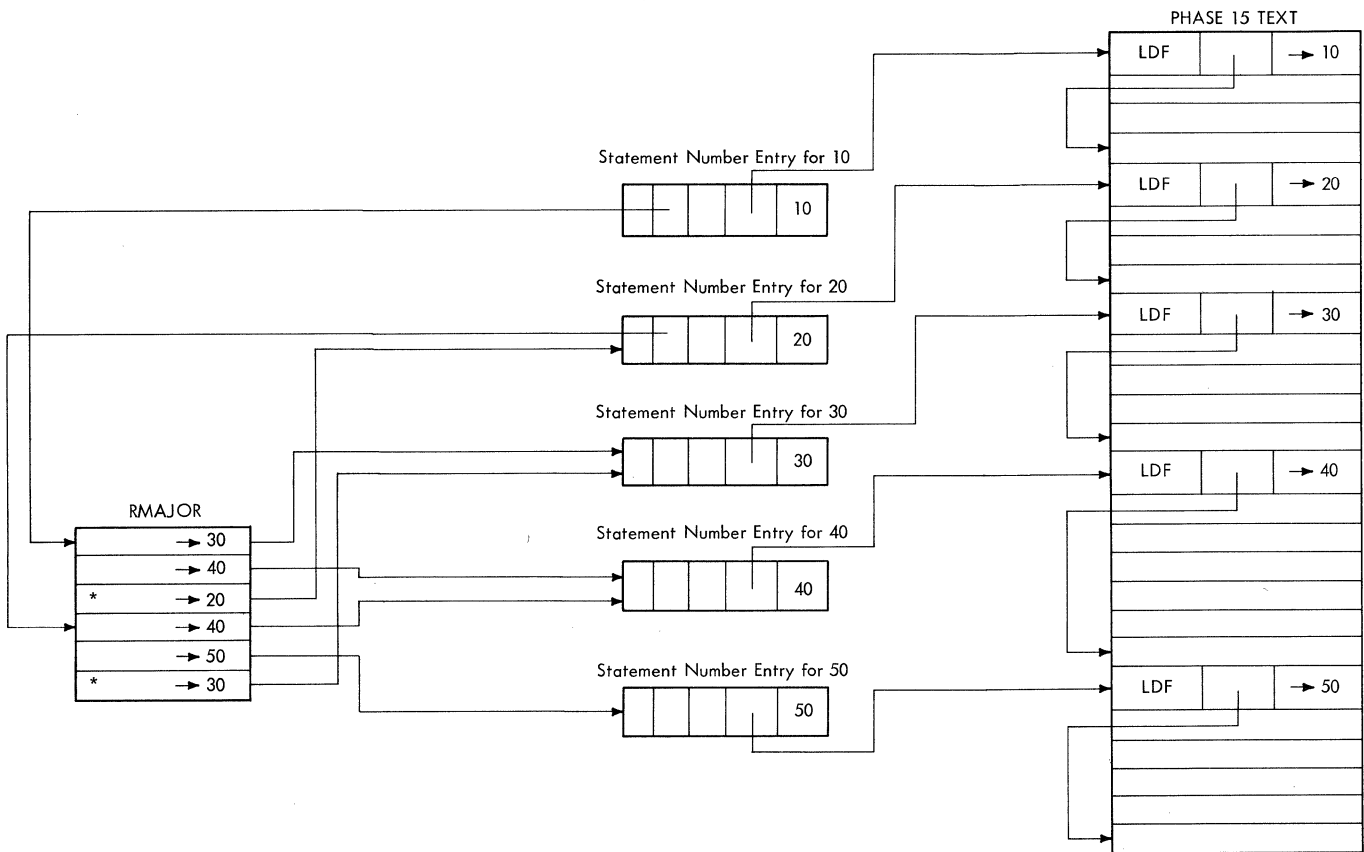 PHASE 15 TEXT
LDF → 10
Statement Number Entry for 10
10
LDF → 20
Statement Number Entry for 20
20
LDF → 30
Statement Number Entry for 30
30
LDF → 40
RMAJOR
→ 30
→ 40
* → 20
→ 40
→ 50
* → 30
Statement Number Entry for 40
40
Statement Number Entry for 50
50
LDF → 50